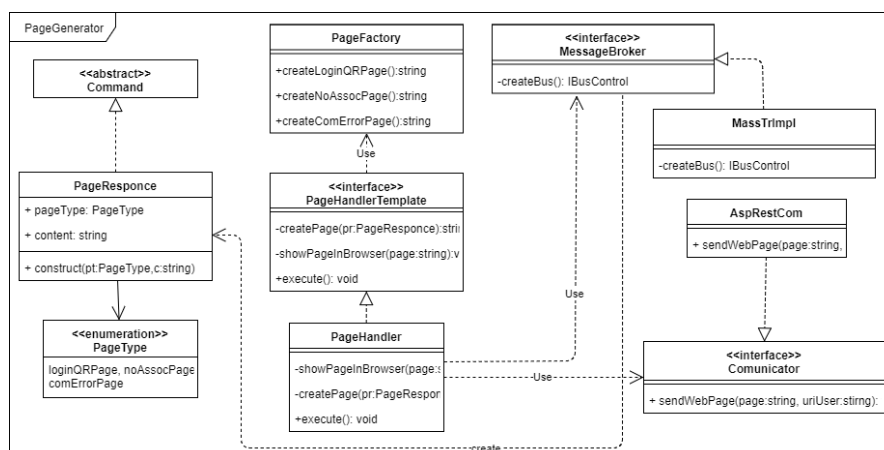 PageGenerator
<<abstract>>
Command
PageFactory
+createLoginQRPage():string
+createNoAssocPage():string
+createComErrorPage():string
<<interface>>
MessageBroker
-createBus(): IBusControl
MassTrImpl
-createBus(): IBusControl
Use
PageResponce
+ pageType: PageType
+ content: string
+ construct(pt:PageType,c:string)
<<interface>>
PageHandlerTemplate
-createPage(pr:PageResponce):strin
-showPageInBrowser(page:string):v
+execute(): void
AspRestCom
+ sendWebPage(page:string,
Use
<<enumeration>>
PageType
loginQRPage, noAssocPage
comErrorPage
PageHandler
-showPageInBrowser(page:s
-createPage(pr:PageRespon
+execute(): void
Use
<<interface>>
Comunicator
+ sendWebPage(page:string, uriUser:stirng):
create